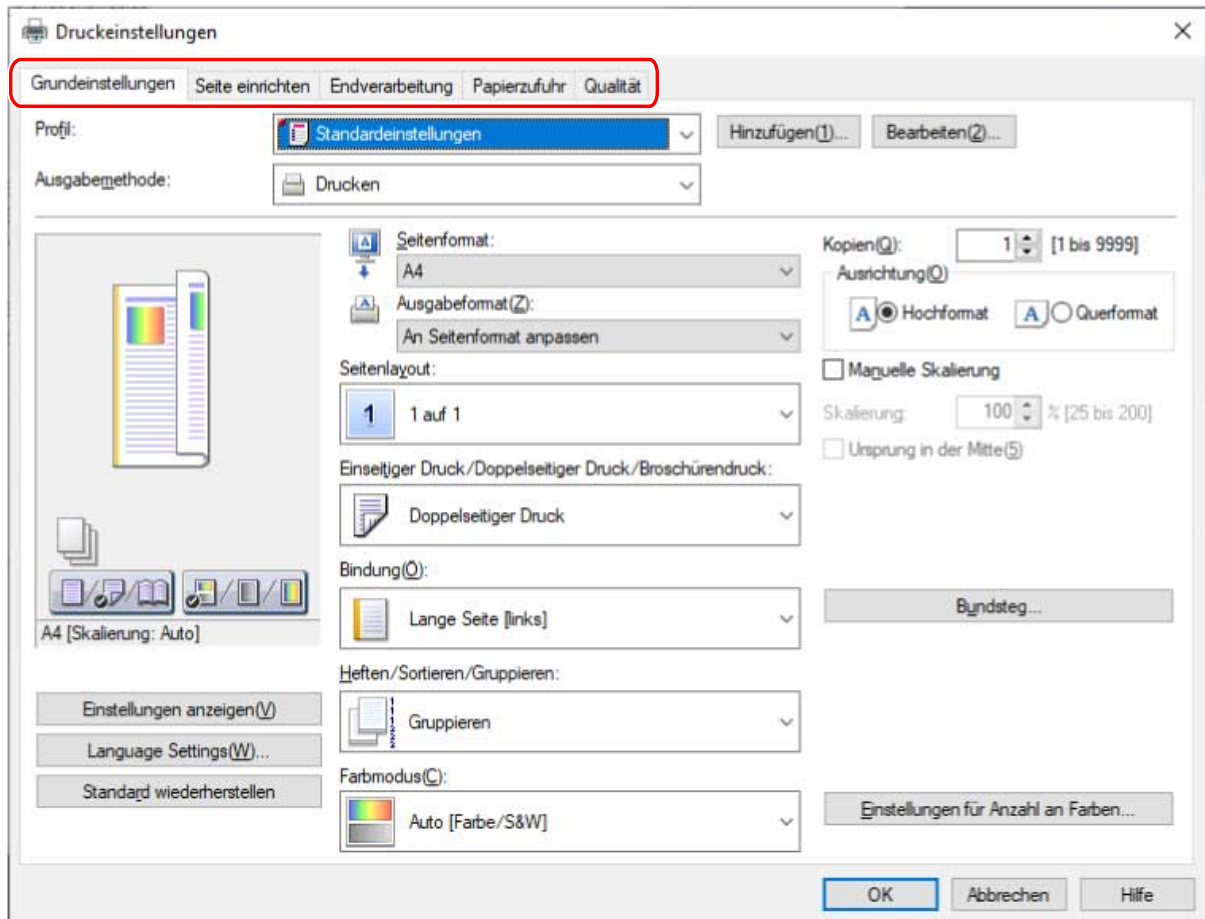 Druckeinstellungen
Grundeinstellungen Seite einrichten Endverarbeitung Papierzufuhr Qualität
Profil: Standardeinstellungen Hinzufügen(1)... Bearbeiten(2)...
Ausgabemethode: Drucken
Seitenformat:
A4
Ausgabeformat(Z):
An Seitenformat anpassen
Seitenlayout:
1 1 auf 1
Einseitiger Druck/Doppelseitiger Druck/Broschürendruck:
Doppelseitiger Druck
Bindung(Ö):
Lange Seite [links]
Heften/Sortieren/Gruppieren:
Gruppieren
Farbmodus(C):
Auto [Farbe/S&W]
Kopien(Q): 1 [1 bis 9999]
Ausrichtung(O)
A Hochformat A Querformat
Manuelle Skalierung
Skalierung: 100 % [25 bis 200]
Ursprung in der Mitte(5)
Bundsteg...
Einstellungen für Anzahl an Farben...
A4 [Skalierung: Auto]
Einstellungen anzeigen(V)
Language Settings(W)...
Standard wiederherstellen
OK Abbrechen Hilfe